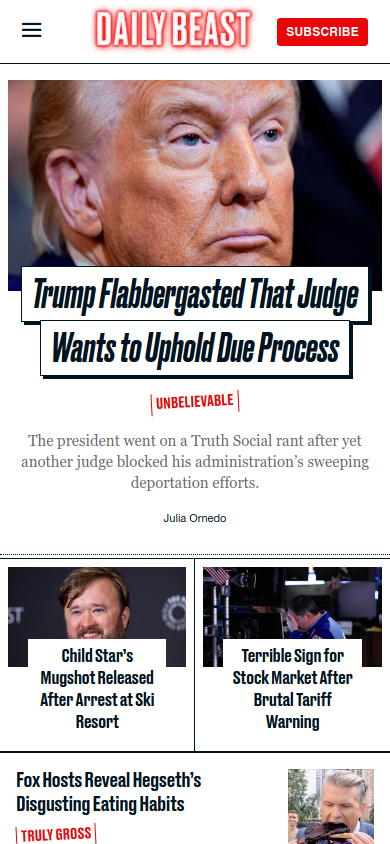 DAILY BEAST
SUBSCRIBE
Trump Flabbergasted That Judge
Wants to Uphold Due Process
UNBELIEVABLE
The president went on a Truth Social rant after yet
another judge blocked his administration’s sweeping
deportation efforts.
Julia Ornedo
Child Star’s
Mugshot Released
After Arrest at Ski
Resort
Terrible Sign for
Stock Market After
Brutal Tariff
Warning
Fox Hosts Reveal Hegseth’s
Disgusting Eating Habits
TRULY GROSS